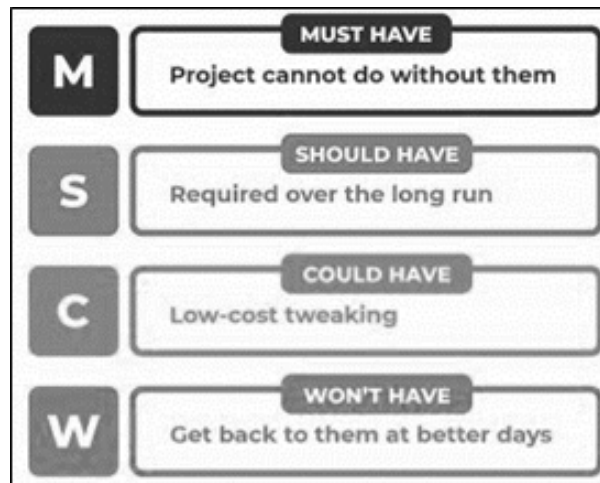 M
MUST HAVE
Project cannot do without them
S
SHOULD HAVE
Required over the long run
C
COULD HAVE
Low-cost tweaking
W
WON'T HAVE
Get back to them at better days